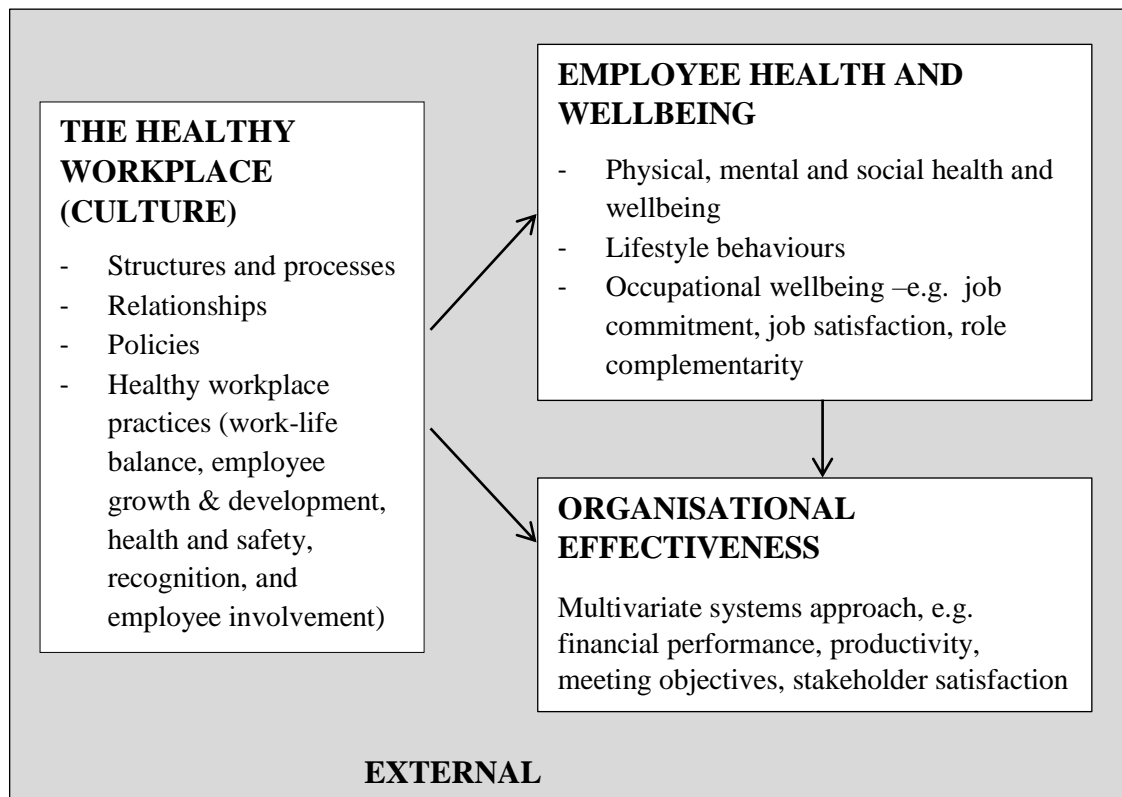 THE HEALTHY
WORKPLACE
(CULTURE)
- Structures and processes
- Relationships
- Policies
- Healthy workplace
practices (work-life
balance, employee
growth & development,
health and safety,
recognition, and
employee involvement)
EMPLOYEE HEALTH AND
WELLBEING
- Physical, mental and social health and
wellbeing
- Lifestyle behaviours
- Occupational wellbeing –e.g. job
commitment, job satisfaction, role
complementarity
ORGANISATIONAL
EFFECTIVENESS
Multivariate systems approach, e.g.
financial performance, productivity,
meeting objectives, stakeholder satisfaction
EXTERNAL